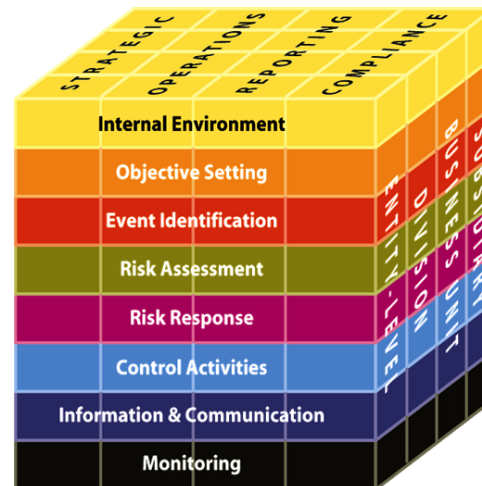 STRATEGIC
OPERATIONS
REPORTING
COMPLIANCE
Internal Environment
Objective Setting
Event Identification
Risk Assessment
Risk Response
Control Activities
Information & Communication
Monitoring
ENTITY-LEVEL
DIVISION
BUSINESS UNIT
SUBSIDIARY